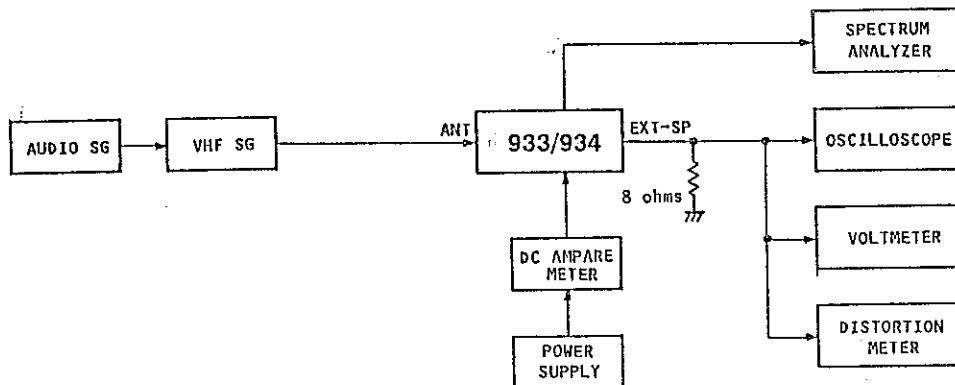 SPECTRUM
ANALYZER
AUDIO SG
VHF SG
ANT
933/934
EXT-SP
OSCILLOSCOPE
8 ohms
VOLTMETER
DC AMPARE
METER
DISTORTION
METER
POWER
SUPPLY